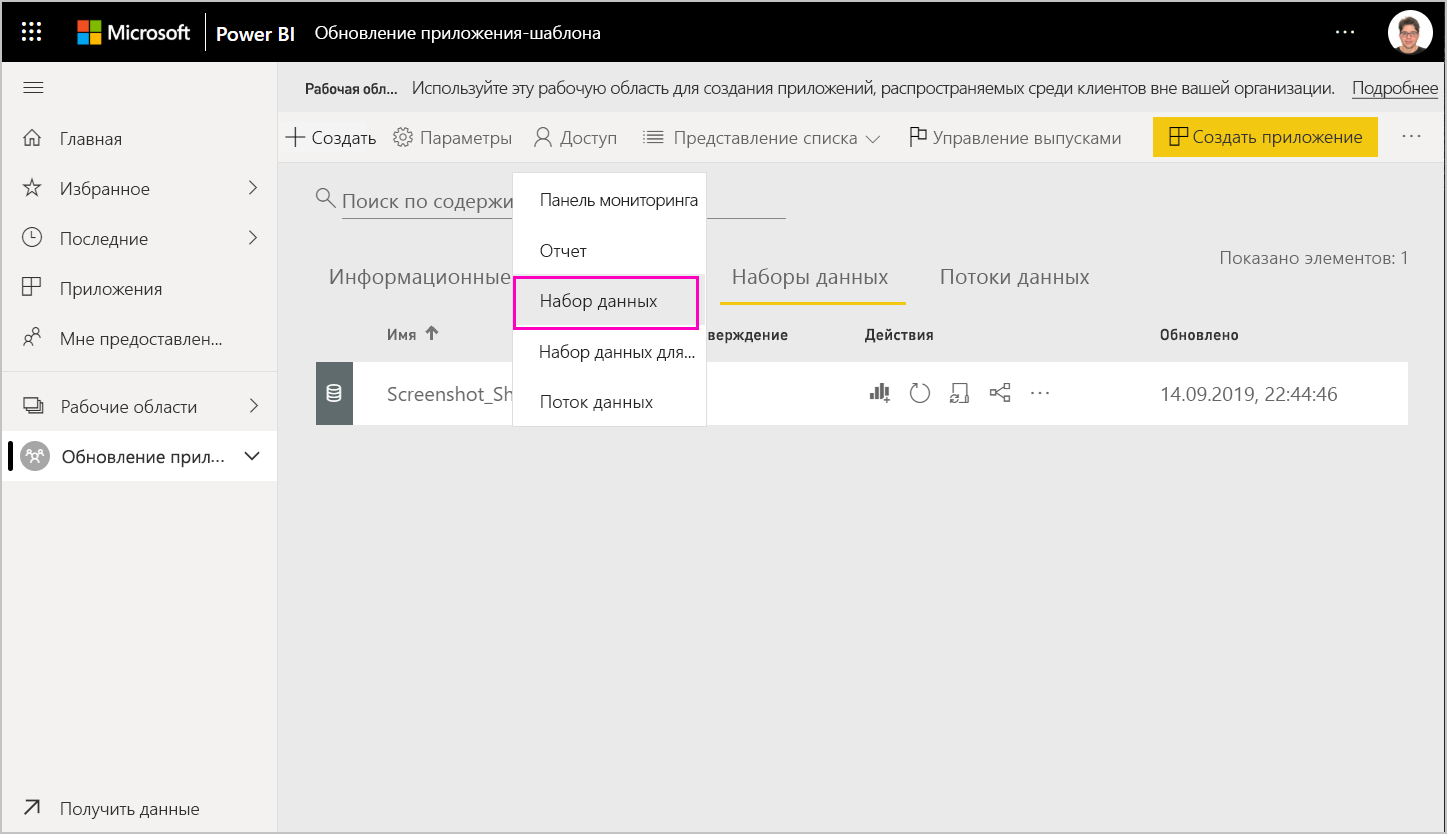 Microsoft Power BI Обновление приложения-шаблона
Рабочая обл... Используйте эту рабочую область для создания приложений, распространяемых среди клиентов вне вашей организации. Подробнее
Создать Параметры Доступ Представление списка Управление выпусками Создать приложение
Главная
Избранное
Последние
Приложения
Мне предоставлен...
Рабочие области
Обновление прил...
Получить данные
Поиск по содержи
Панель мониторинга
Отчет
Набор данных
Набор данных для...
Поток данных
Показано элементов: 1
Информационные Наборы данных Потоки данных
Имя верждение Действия Обновлено
Screenshot_Sh 14.09.2019, 22:44:46